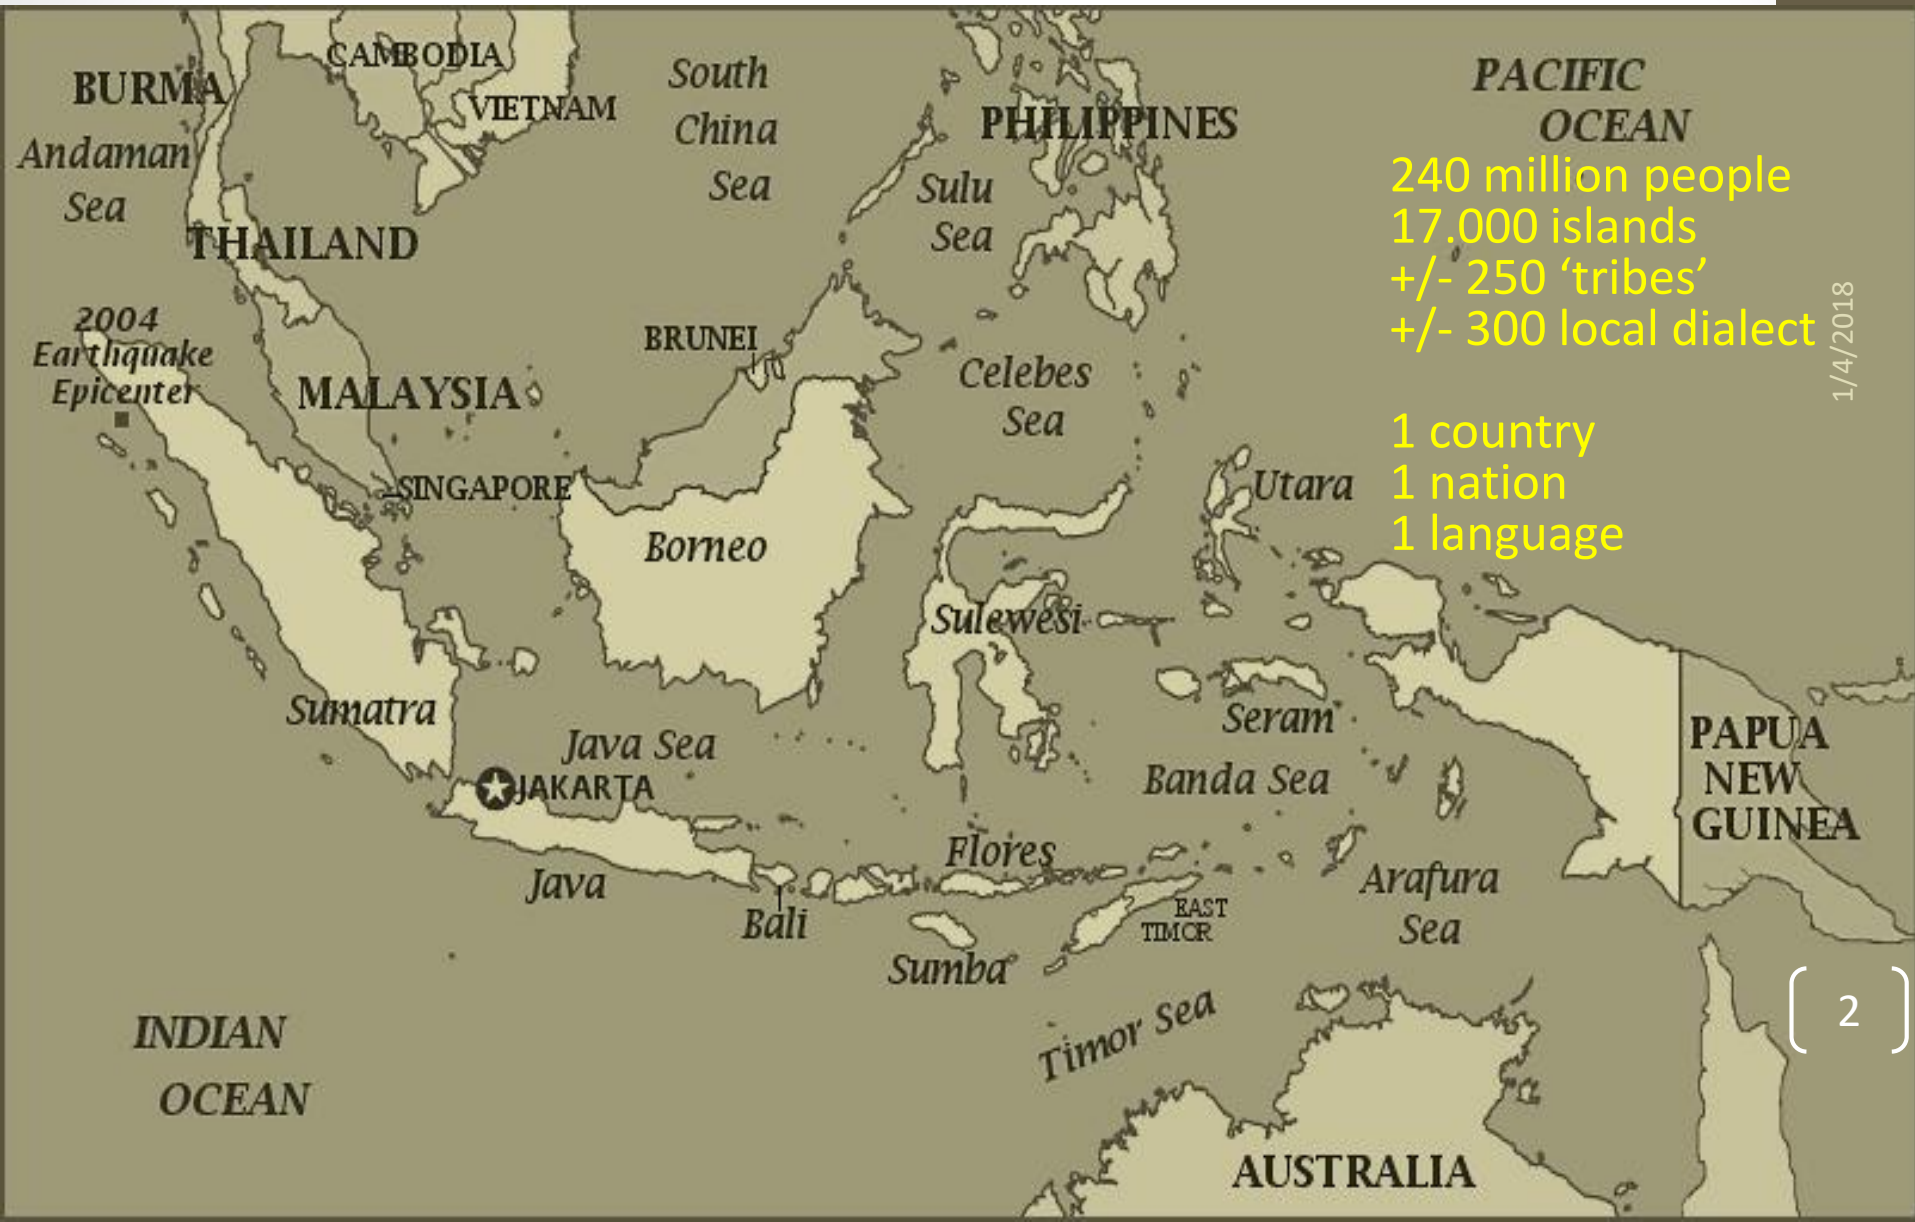 CAMBODIA
BURMA
VIETNAM
Andaman
Sea
THAILAND
South
China
Sea
PHILIPPINES
Sulu
Sea
PACIFIC
OCEAN
240 million people
17.000 islands
+/- 250 ‘tribes’
+/- 300 local dialect
1 country
1 nation
1 language
1/4/2018
2004
Earthquake
Epicenter
MALAYSIA
BRUNEI
Celebes
Sea
SINGAPORE
Utara
Borneo
Sulewesi
Sumatra
Java Sea
Seram
Banda Sea
PAPUA
NEW
GUINEA
JAKARTA
Java
Bali
Flores
Sumba
EAST
TIMOR
Arafura
Sea
Timor Sea
INDIAN
OCEAN
AUSTRALIA
2